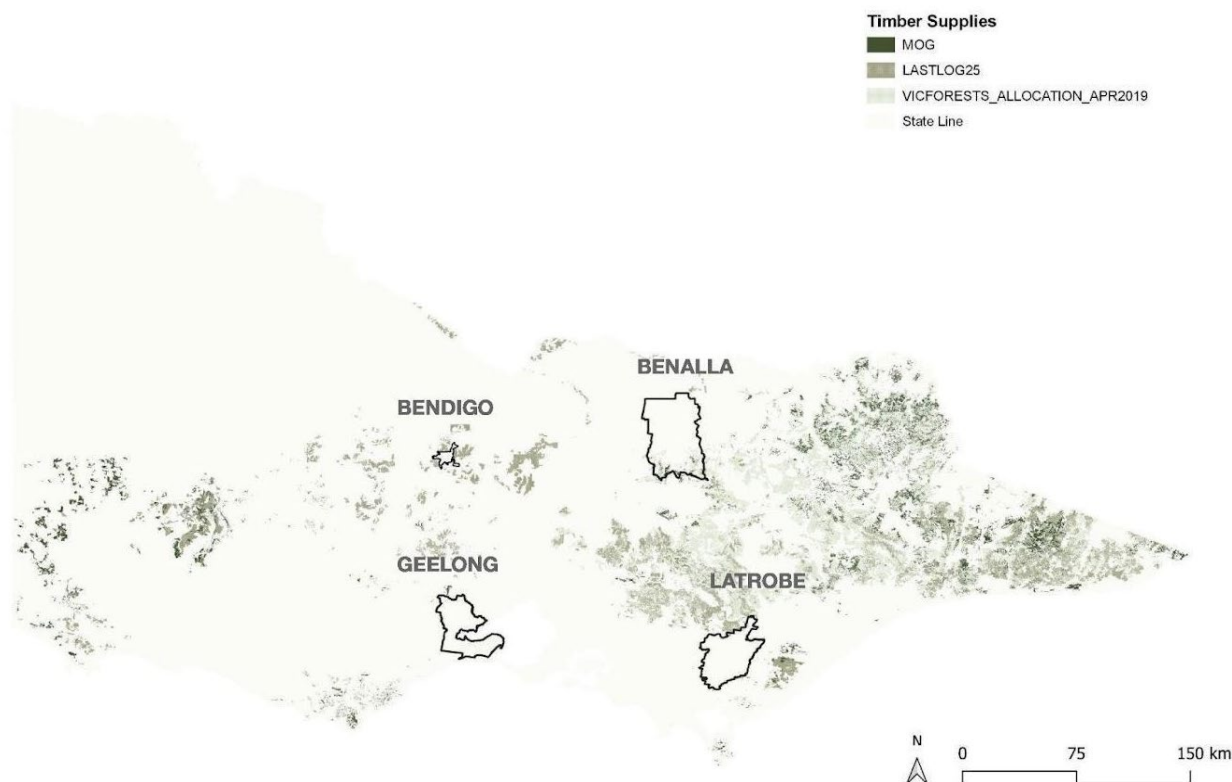 Timber Supplies
MOG
LASTLOG25
VICFORESTS_ALLOCATION_APR2019
State Line
BENALLA
BENDIGO
GEELONG
LATROBE
N
0 75 150 km